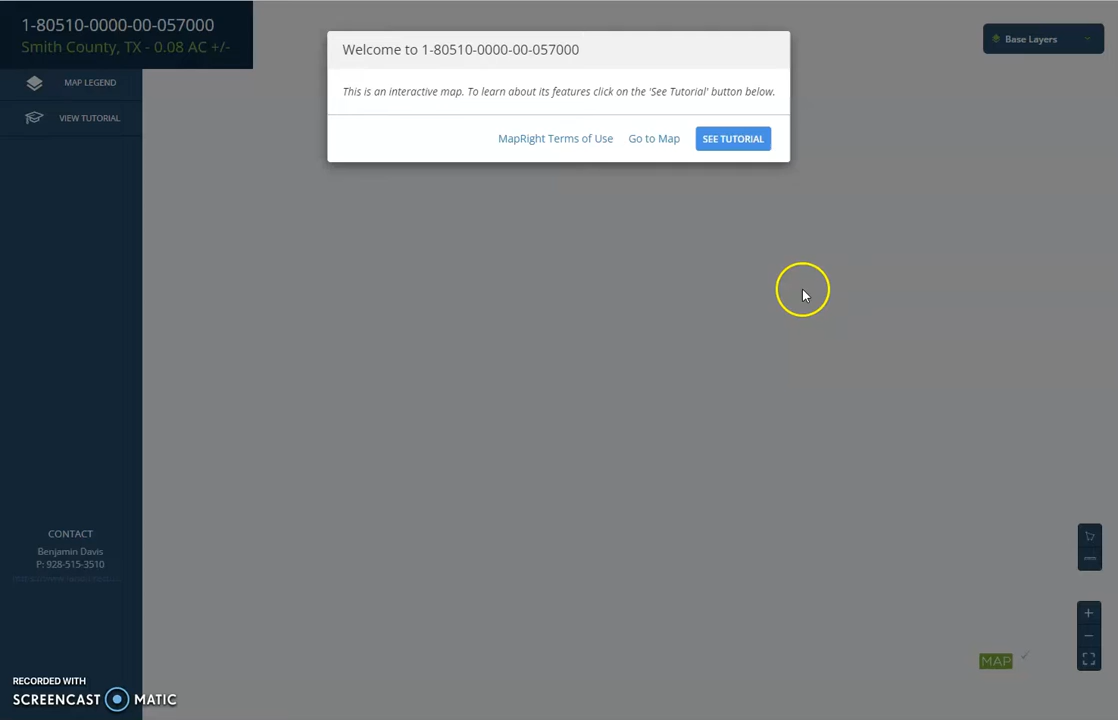 1-80510-0000-00-057000
Smith County, TX - 0.08 AC +/-
Welcome to 1-80510-0000-00-057000
Base Layers
MAP LEGEND
This is an interactive map. To learn about its features click on the 'See Tutorial' button below.
VIEW TUTORIAL
MapRight Terms of Use Go to Map SEE TUTORIAL
CONTACT
Benjamin Davis
P: 928-515-3510
MAP
RECORDED WITH
SCREENCAST MATIC